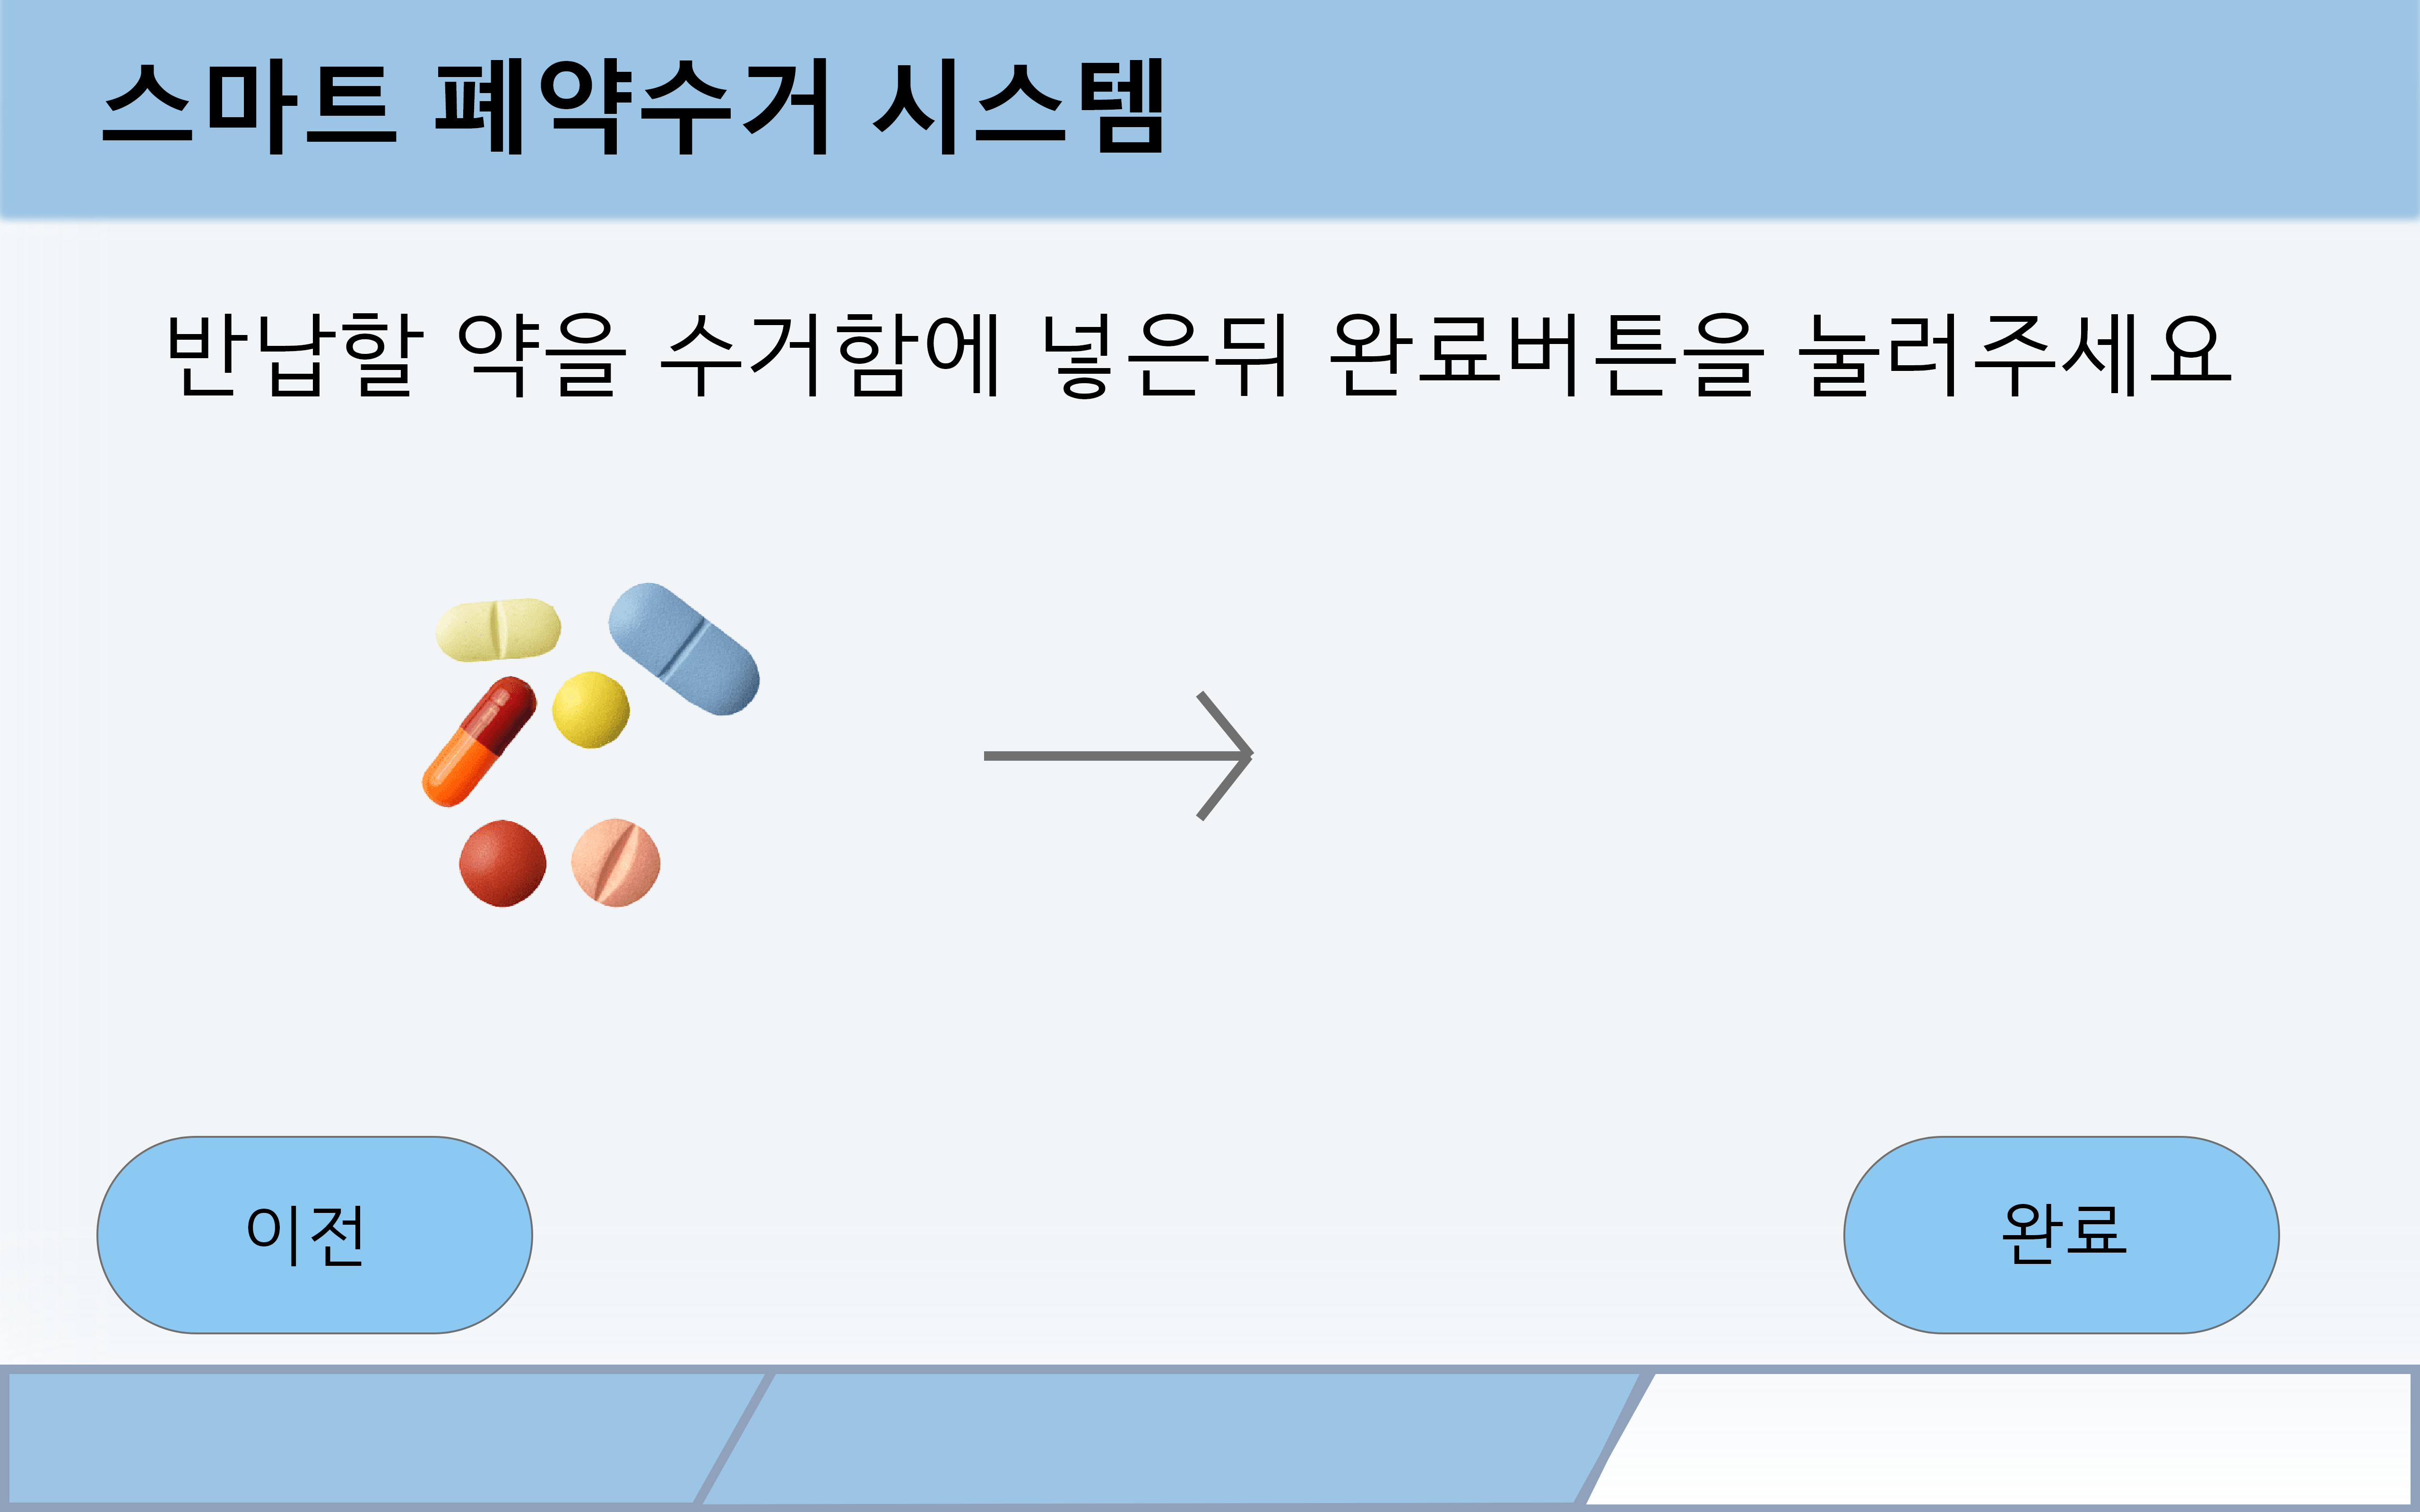 스마트 폐약수거 시스템
반납할 약을 수거함에 넣은뒤 완료버튼을 눌러주세요
이전
완료